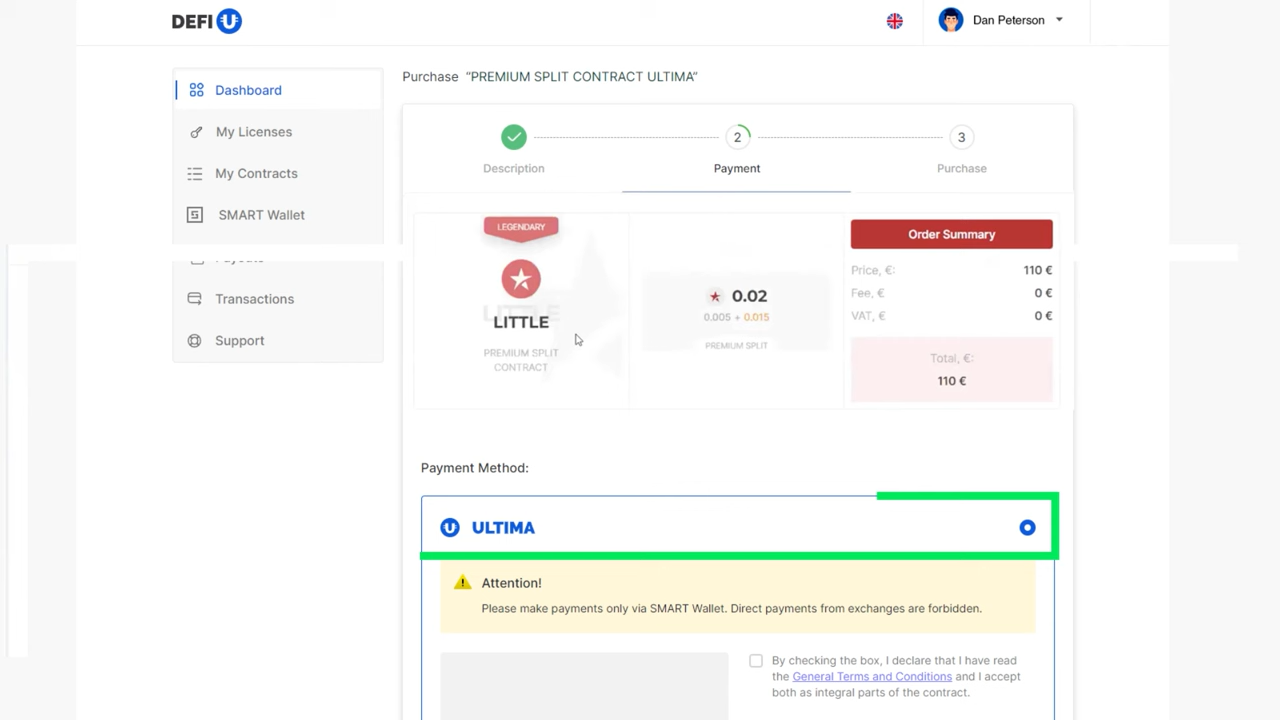 DEFI
Dan Peterson
Dashboard
My Licenses
My Contracts
SMART Wallet
Transactions
Support
Purchase "PREMIUM SPLIT CONTRACT ULTIMA"
2
3
Description
Payment
Purchase
LEGENDARY
LITTLE
LITTLE
PREMIUM SPLIT
CONTRACT
0.02
0.005 + 0.015
PREMIUM SPLIT
Order Summary
Price, €: 110 €
Fee, € 0 €
VAT, € 0 €
Total, €:
110 €
Payment Method:
ULTIMA
Attention!
Please make payments only via SMART Wallet. Direct payments from exchanges are forbidden.
By checking the box, I declare that I have read
the General Terms and Conditions and I accept
both as integral parts of the contract.